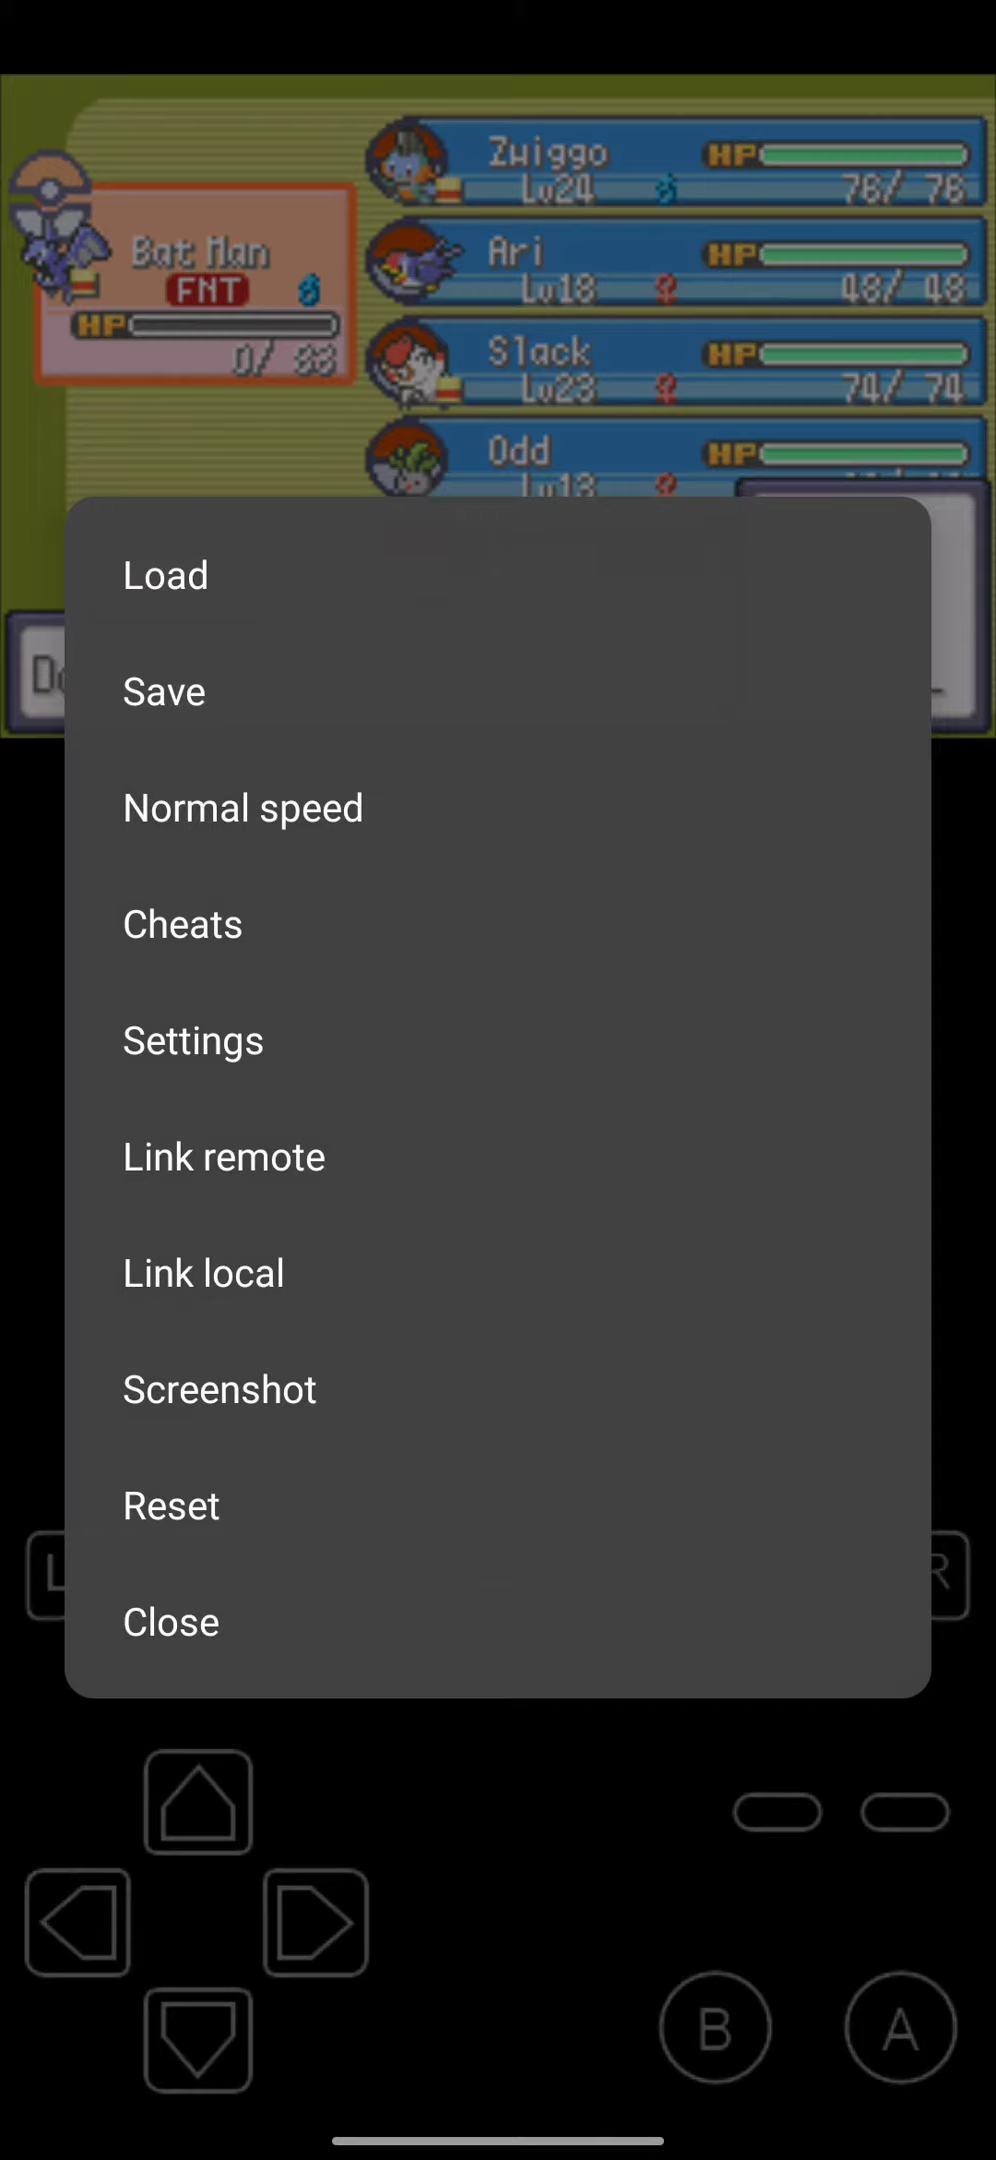 Zwiggo
HP
Lv24 ♂ 76/ 76
Bat Man
FNT ♂
HP
0/ 83
Ari
HP
Lv18 ♀ 48/ 48
Slack
HP
Lv23 ♀ 74/ 74
Odd
HP
Lv13 ♀
Load
Save
Normal speed
Cheats
Settings
Link remote
Link local
Screenshot
Reset
Close
L
R
B
A